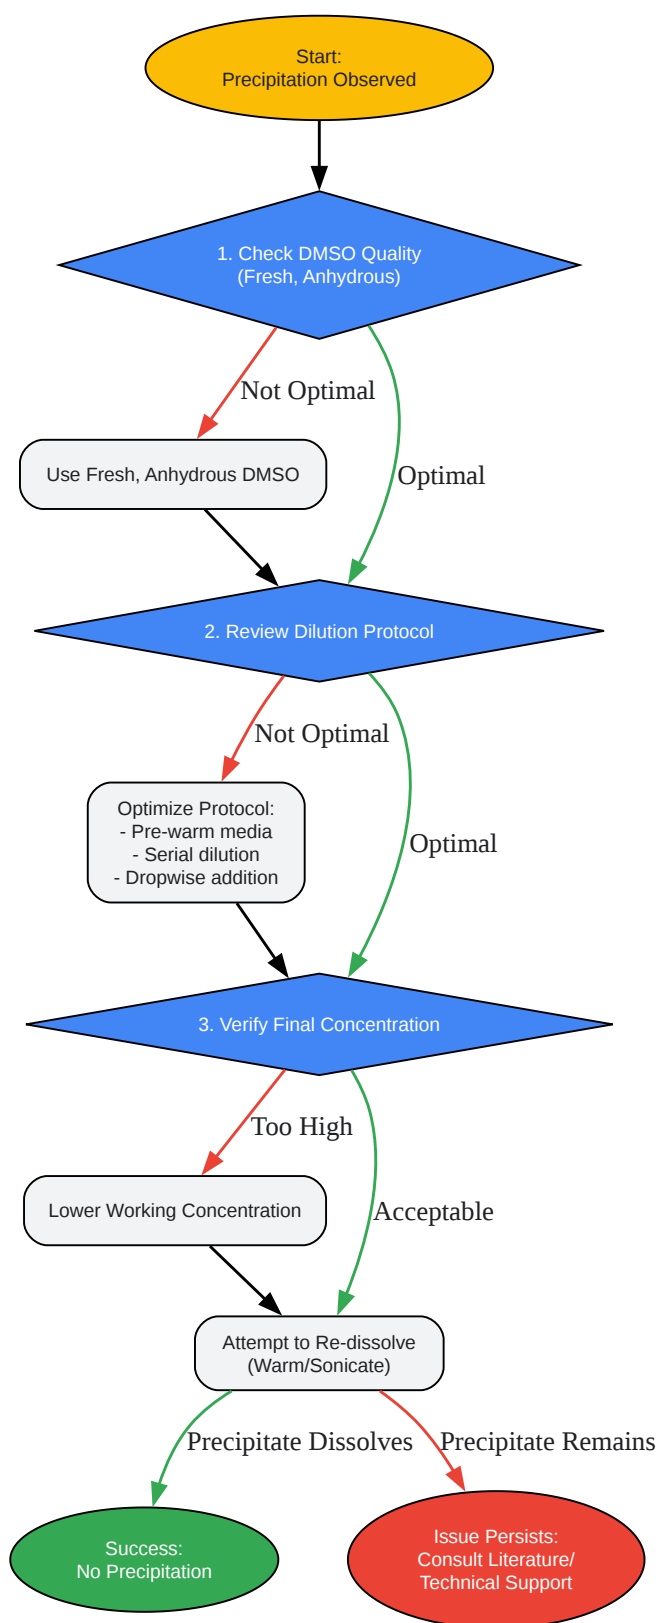 Start:
Precipitation Observed
1. Check DMSO Quality
(Fresh, Anhydrous)
Not Optimal
Optimal
Use Fresh, Anhydrous DMSO
2. Review Dilution Protocol
Not Optimal
Optimal
Optimize Protocol:
- Pre-warm media
- Serial dilution
- Dropwise addition
3. Verify Final Concentration
Too High
Acceptable
Lower Working Concentration
Attempt to Re-dissolve
(Warm/Sonicate)
Precipitate Dissolves
Precipitate Remains
Success:
No Precipitation
Issue Persists:
Consult Literature/
Technical Support